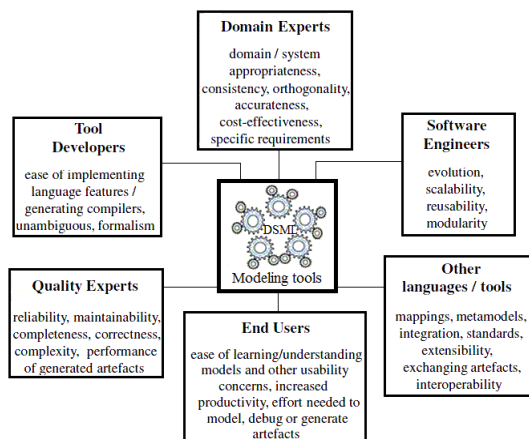 Domain Experts
domain / system
appropriateness,
consistency, orthogonality,
accurateness,
cost-effectiveness,
specific requirements
Tool
Developers
ease of implementing
language features /
generating compilers,
unambiguous, formalism
Software
Engineers
evolution,
scalability,
reusability,
modularity
DSML
Modeling tools
Quality Experts
reliability, maintainability,
completeness, correctness,
complexity, performance
of generated artefacts
End Users
ease of learning/understanding
models and other usability
concerns, increased
productivity, effort needed to
model, debug or generate
artefacts
Other
languages / tools
mappings, metamodels,
integration, standards,
extensibility,
exchanging artefacts,
interoperability